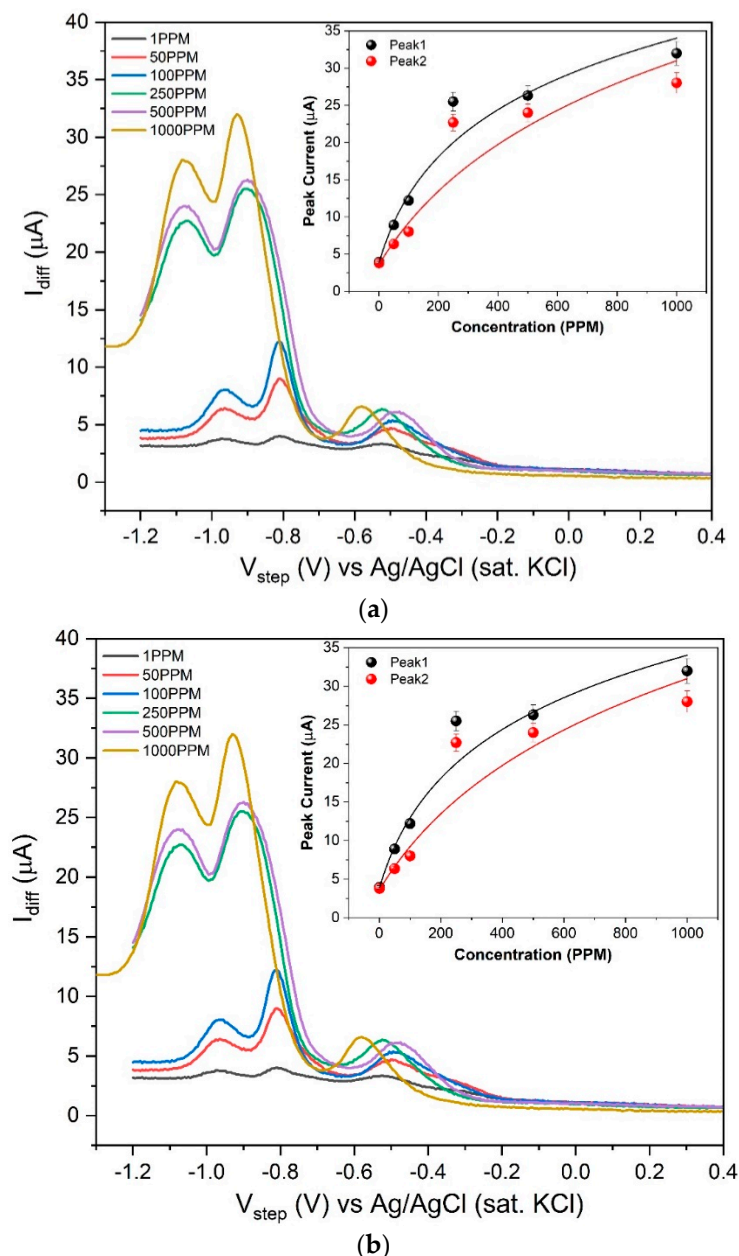 40
35
30
25
20
15
10
5
0
I_diff (μA)
1PPM
50PPM
100PPM
250PPM
500PPM
1000PPM
35
30
25
20
15
10
5
0
Peak Current(μA)
Peak1
Peak2
0 200 400 600 800 1000
Concentration (PPM)
-1.2 -1.0 -0.8 -0.6 -0.4 -0.2 0.0 0.2 0.4
V_step (V) vs Ag/AgCl (sat. KCl)
(a)
40
35
30
25
20
15
10
5
0
I_diff (μA)
1PPM
50PPM
100PPM
250PPM
500PPM
1000PPM
35
30
25
20
15
10
5
0
Peak Current(μA)
Peak1
Peak2
0 200 400 600 800 1000
Concentration (PPM)
-1.2 -1.0 -0.8 -0.6 -0.4 -0.2 0.0 0.2 0.4
V_step (V) vs Ag/AgCl (sat. KCl)
(b)